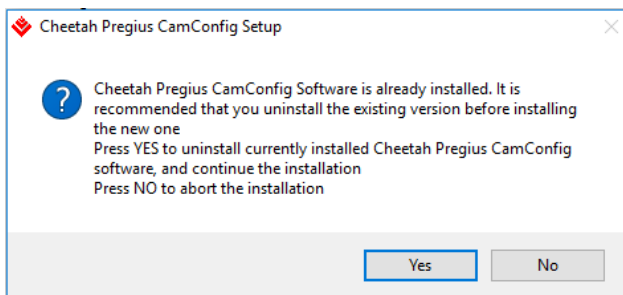 Cheetah Pregius CamConfig Setup
Cheetah Pregius CamConfig Software is already installed. It is
recommended that you uninstall the existing version before installing
the new one
Press YES to uninstall currently installed Cheetah Pregius CamConfig
software, and continue the installation
Press NO to abort the installation
Yes No